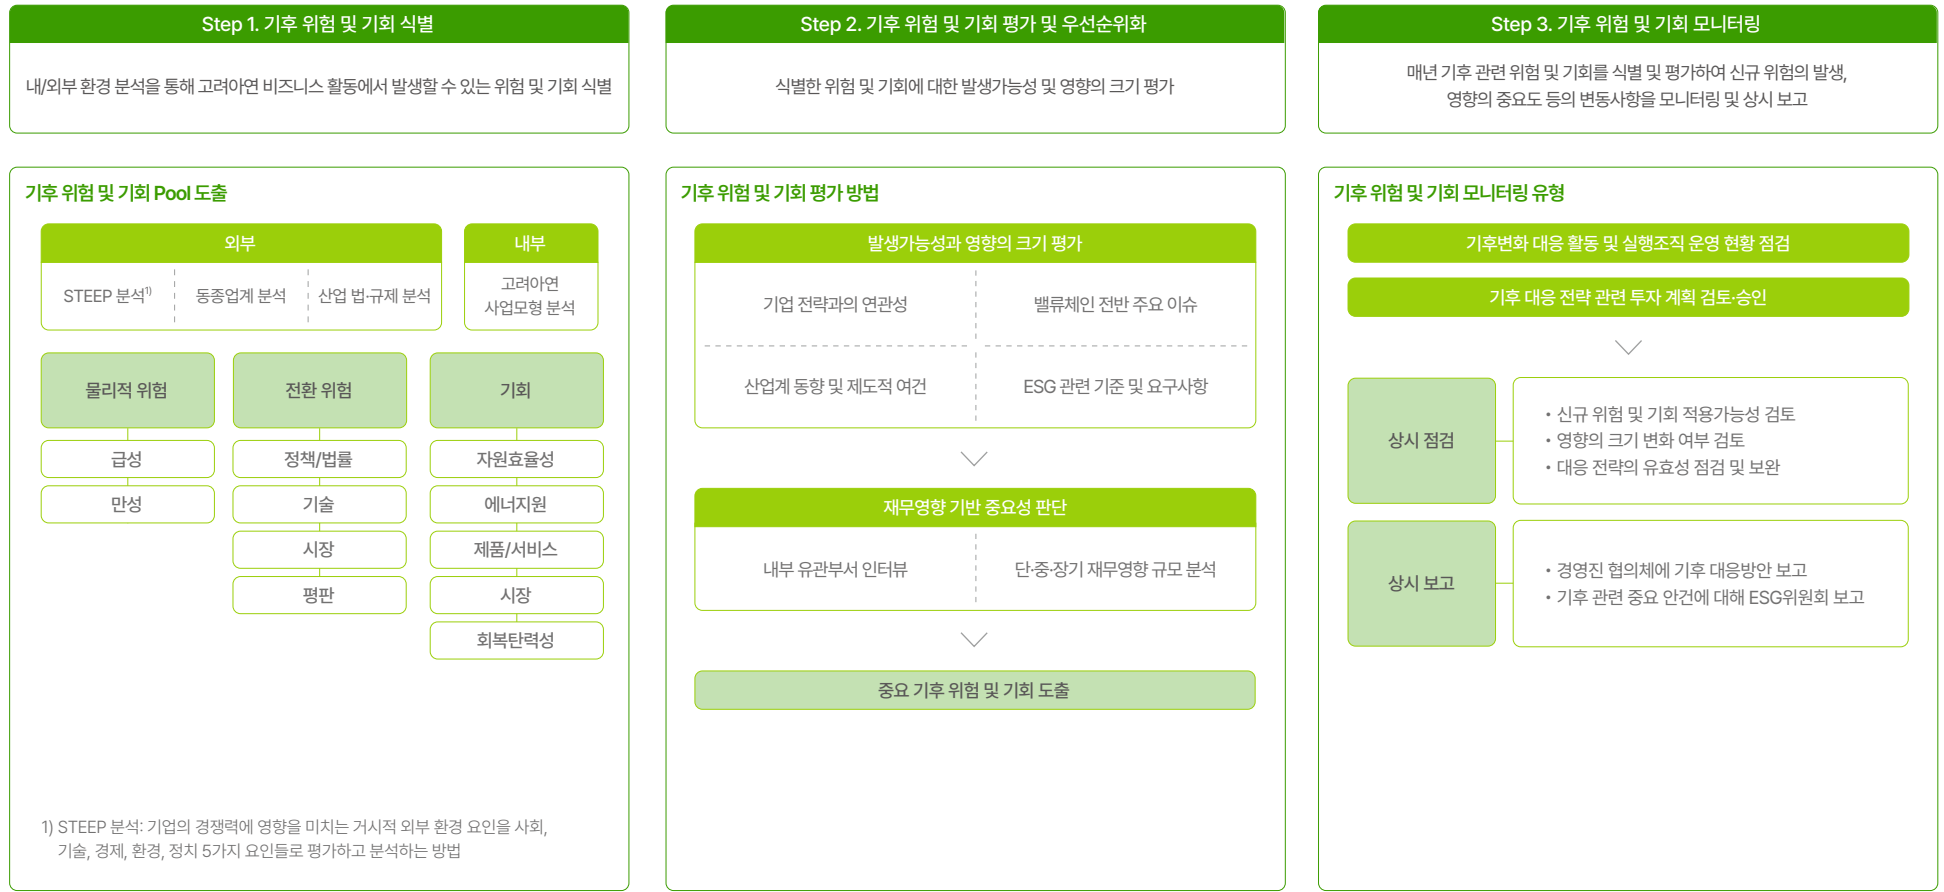 Step 1. 기후 위험 및 기회 식별
내/외부 환경 분석을 통해 고려아연 비즈니스 활동에서 발생할 수 있는 위험 및 기회 식별
기후 위험 및 기회 Pool 도출
외부
내부
STEEP 분석1)
동종업계 분석
산업 법·규제 분석
고려아연
사업모형 분석
물리적 위험
급성
만성
전환 위험
정책/법률
기술
시장
평판
기회
자원효율성
에너지원
제품/서비스
시장
회복탄력성
1) STEEP 분석: 기업의 경쟁력에 영향을 미치는 거시적 외부 환경 요인을 사회,
기술, 경제, 환경, 정치 5가지 요인들로 평가하고 분석하는 방법
Step 2. 기후 위험 및 기회 평가 및 우선순위화
식별한 위험 및 기회에 대한 발생가능성 및 영향의 크기 평가
기후 위험 및 기회 평가 방법
발생가능성과 영향의 크기 평가
기업 전략과의 연관성
밸류체인 전반 주요 이슈
산업계 동향 및 제도적 여건
ESG 관련 기준 및 요구사항
재무영향 기반 중요성 판단
내부 유관부서 인터뷰
단·중·장기 재무영향 규모 분석
중요 기후 위험 및 기회 도출
Step 3. 기후 위험 및 기회 모니터링
매년 기후 관련 위험 및 기회를 식별 및 평가하여 신규 위험의 발생,
영향의 중요도 등의 변동사항을 모니터링 및 상시 보고
기후 위험 및 기회 모니터링 유형
기후변화 대응 활동 및 실행조직 운영 현황 점검
기후 대응 전략 관련 투자 계획 검토·승인
상시 점검
• 신규 위험 및 기회 적용가능성 검토
• 영향의 크기 변화 여부 검토
• 대응 전략의 유효성 점검 및 보완
상시 보고
• 경영진 협의체에 기후 대응방안 보고
• 기후 관련 중요 안건에 대해 ESG위원회 보고